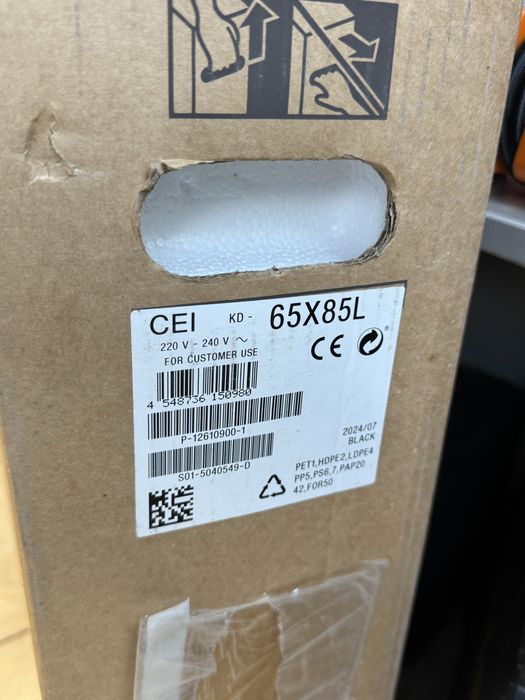 CEI KD - 65X85L
220 V - 240 V ~
FOR CUSTOMER USE
CE
4 548736 150980
P-12610900-1
S01-5040549-D
2024/07
BLACK
PET1,HDPE2,LDPE4
PP5,PS6,7,PAP20
42,FOR50